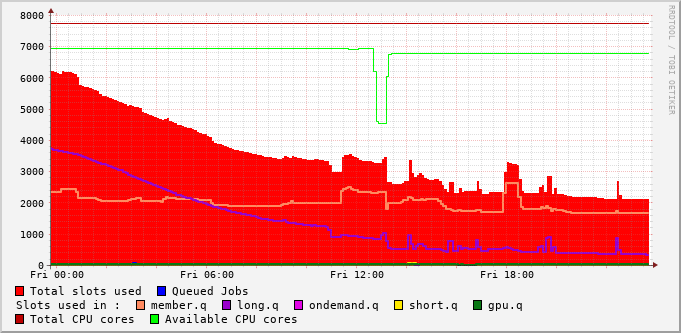 8000
7000
6000
5000
4000
3000
2000
1000
0
Fri 00:00 Fri 06:00 Fri 12:00 Fri 18:00
RRDTOOL / TOBI OETIKER
Total slots used Queued Jobs
Slots used in : member.q long.q ondemand.q short.q gpu.q
Total CPU cores Available CPU cores